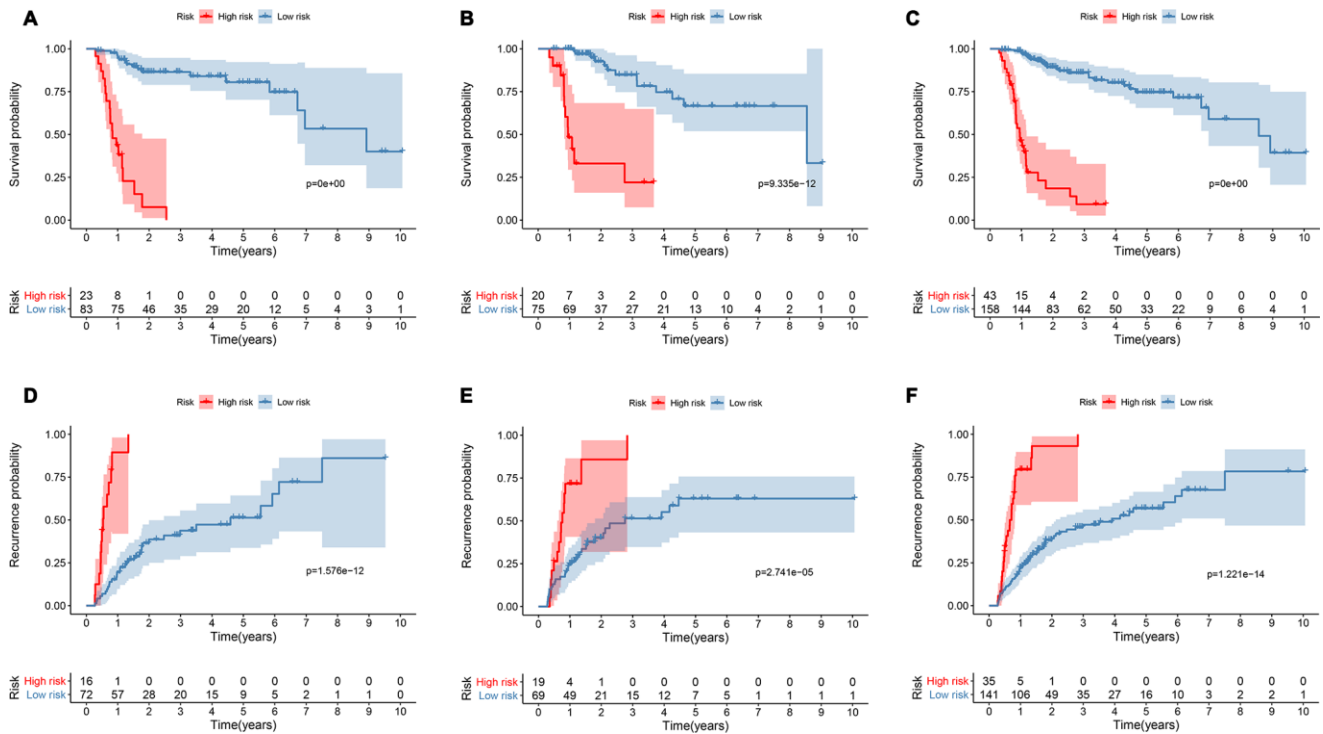 A
Risk High risk Low risk
1.00
0.75
0.50
0.25
0.00
Survival probability
p=0e+00
0 1 2 3 4 5 6 7 8 9 10
Time(years)
Risk
High risk 23 8 1 0 0 0 0 0 0 0 0
Low risk 83 75 46 35 29 20 12 5 4 3 1
0 1 2 3 4 5 6 7 8 9 10
Time(years)
B
Risk High risk Low risk
1.00
0.75
0.50
0.25
0.00
Survival probability
p=9.335e−12
0 1 2 3 4 5 6 7 8 9 10
Time(years)
Risk
High risk 20 7 3 2 0 0 0 0 0 0 0
Low risk 75 69 37 27 21 13 10 4 2 1 0
0 1 2 3 4 5 6 7 8 9 10
Time(years)
C
Risk High risk Low risk
1.00
0.75
0.50
0.25
0.00
Survival probability
p=0e+00
0 1 2 3 4 5 6 7 8 9 10
Time(years)
Risk
High risk 43 15 4 2 0 0 0 0 0 0 0
Low risk 158 144 83 62 50 33 22 9 6 4 1
0 1 2 3 4 5 6 7 8 9 10
Time(years)
D
Risk High risk Low risk
1.00
0.75
0.50
0.25
0.00
Recurrence probability
p=1.576e−12
0 1 2 3 4 5 6 7 8 9 10
Time(years)
Risk
High risk 16 1 0 0 0 0 0 0 0 0 0
Low risk 72 57 28 20 15 9 5 2 1 1 0
0 1 2 3 4 5 6 7 8 9 10
Time(years)
E
Risk High risk Low risk
1.00
0.75
0.50
0.25
0.00
Recurrence probability
p=2.741e−05
0 1 2 3 4 5 6 7 8 9 10
Time(years)
Risk
High risk 19 4 1 0 0 0 0 0 0 0 0
Low risk 69 49 21 15 12 7 5 1 1 1 1
0 1 2 3 4 5 6 7 8 9 10
Time(years)
F
Risk High risk Low risk
1.00
0.75
0.50
0.25
0.00
Recurrence probability
p=1.221e−14
0 1 2 3 4 5 6 7 8 9 10
Time(years)
Risk
High risk 35 5 1 0 0 0 0 0 0 0 0
Low risk 141 106 49 35 27 16 10 3 2 2 1
0 1 2 3 4 5 6 7 8 9 10
Time(years)